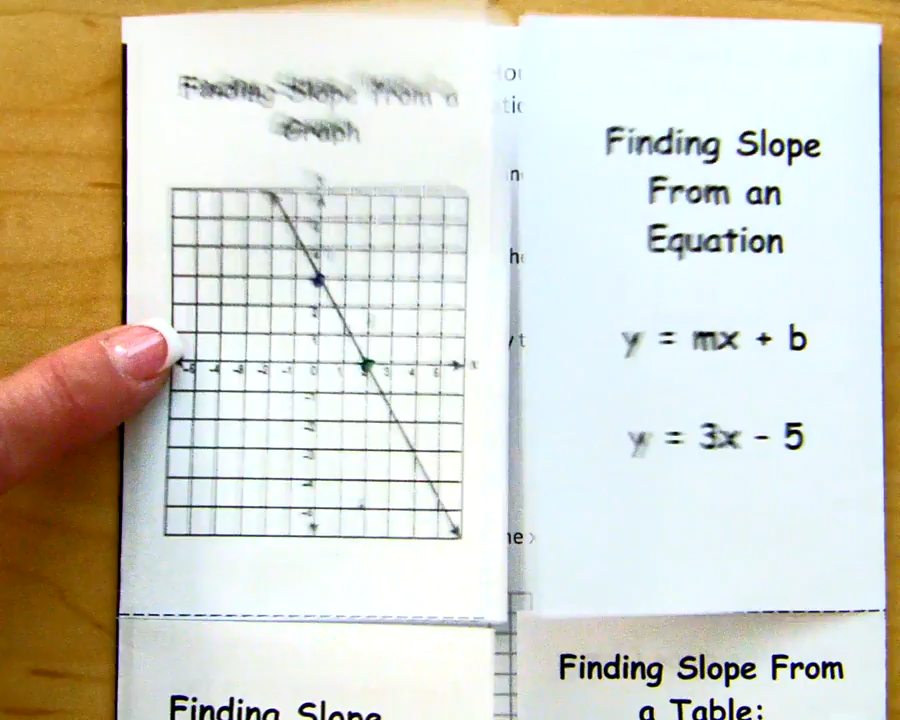 Finding Slope From a
Graph
Finding Slope
From an
Equation
y = mx + b
y = 3x - 5
Finding Slope
Finding Slope From
a Table: